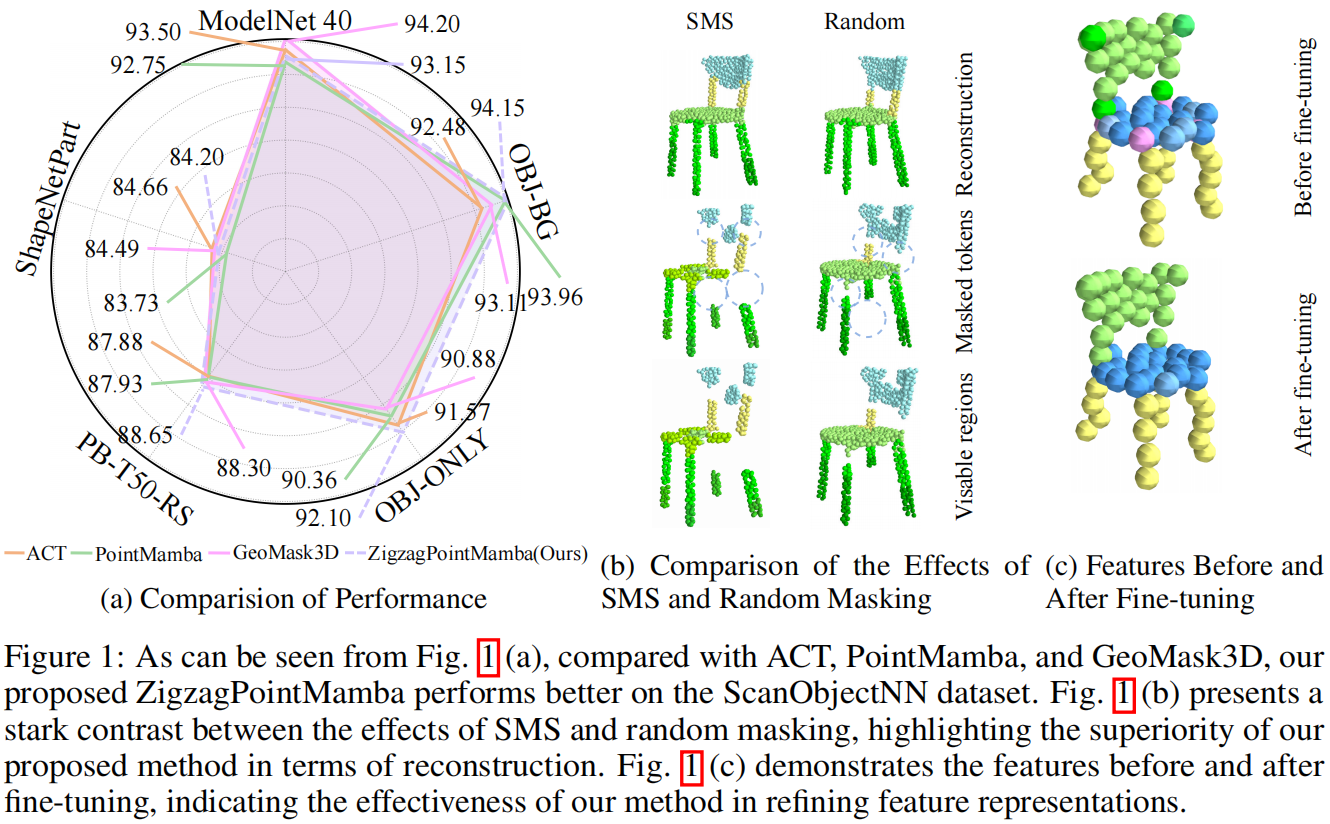 ModelNet 40
93.50
94.20
92.75
93.15
94.15
92.48
OBJ-BG
ShapeNetPart
84.20
84.66
84.49
83.73
93.11
93.96
87.88
87.93
90.88
91.57
88.65
88.30
90.36
92.10
PB-T50-RS
OBJ-ONLY
ACT PointMamba GeoMask3D ZigzagPointMamba(Ours)
(a) Comparision of Performance
SMS Random
Reconstruction
Masked tokens
Visable regions
(b) Comparison of the Effects of
SMS and Random Masking
Before fine-tuning
After fine-tuning
(c) Features Before and
After Fine-tuning
Figure 1: As can be seen from Fig. 1 (a), compared with ACT, PointMamba, and GeoMask3D, our
proposed ZigzagPointMamba performs better on the ScanObjectNN dataset. Fig. 1 (b) presents a
stark contrast between the effects of SMS and random masking, highlighting the superiority of our
proposed method in terms of reconstruction. Fig. 1 (c) demonstrates the features before and after
fine-tuning, indicating the effectiveness of our method in refining feature representations.